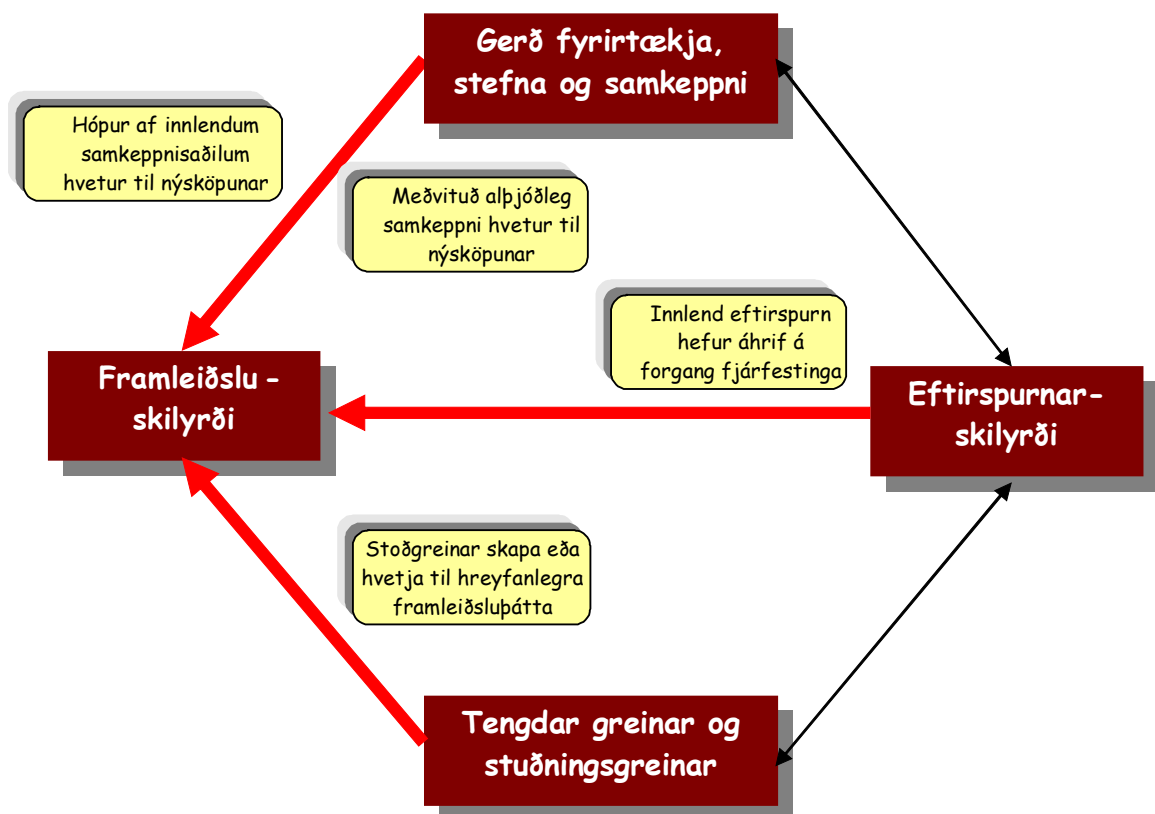 Gerð fyrirtækja,
stefna og samkeppni
Hópur af innlendum
samkeppnisaðilum
hvetur til nýsköpunar
Meðvituð alþjóðleg
samkeppni hvetur til
nýsköpunar
Innlend eftirspurn
hefur áhrif á
forgang fjárfestinga
Framleiðslu -
skilyrði
Eftirspurnar-
skilyrði
Stoðgreinar skapa eða
hvetja til hreyfanlegra
framleiðsluþátta
Tengdar greinar og
stuðningsgreinar